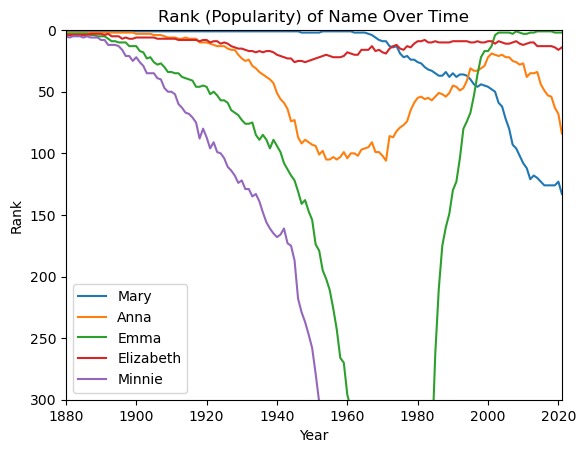 Rank (Popularity) of Name Over Time
0
50
100
150
200
250
300
Rank
Mary
Anna
Emma
Elizabeth
Minnie
1880 1900 1920 1940 1960 1980 2000 2020
Year